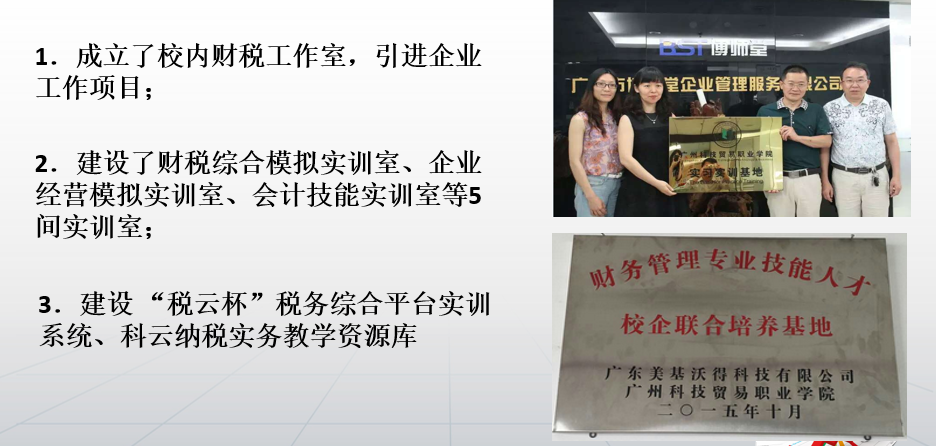 1. 成立了校内财税工作室，引进企业
工作项目；
2. 建设了财税综合模拟实训室、企业
经营模拟实训室、会计技能实训室等5
间实训室；
3. 建设“税云杯”税务综合平台实训
系统、科云纳税实务教学资源库
博师堂
堂企业管理服务有限公司
广州科技贸易职业学院
实习实训基地
财务管理专业技能人才
校企联合培养基地
广东美基沃得科技有限公司
广州科技贸易职业学院
二〇一五年十月